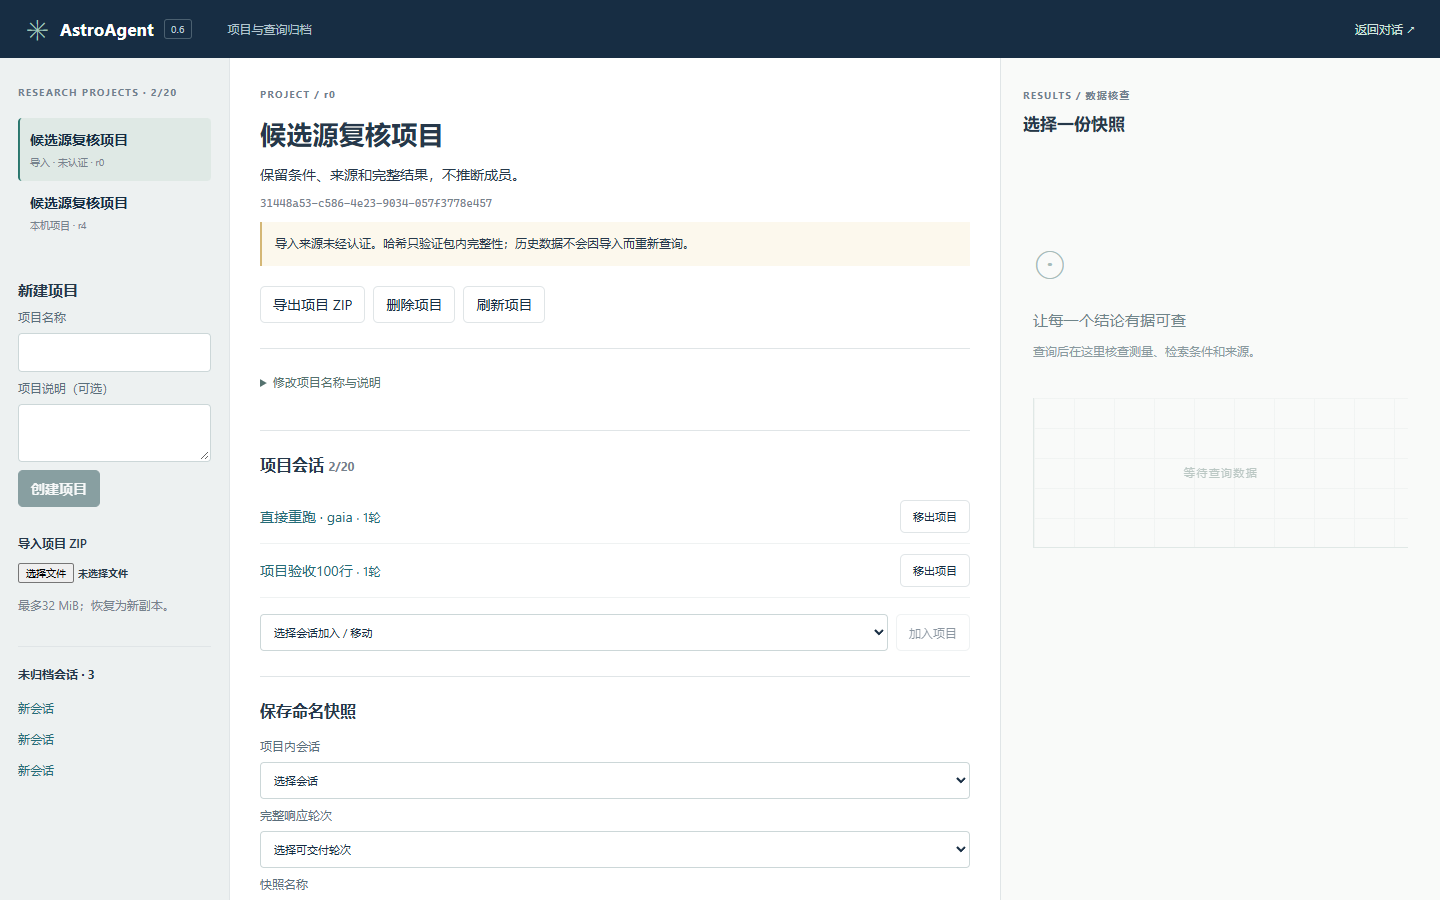 AstroAgent 0.6 项目与查询归档 返回对话 ↗
RESEARCH PROJECTS · 2/20
候选源复核项目
导入 · 未认证 · r0
候选源复核项目
本机项目 · r4
新建项目
项目名称
项目说明（可选）
创建项目
导入项目 ZIP
选择文件 未选择文件
最多32 MiB；恢复为新副本。
未归档会话 · 3
新会话
新会话
新会话
PROJECT / r0
候选源复核项目
保留条件、来源和完整结果，不推断成员。
31448a53-c586-4e23-9034-057f3778e457
导入来源未经认证。哈希只验证包内完整性；历史数据不会因导入而重新查询。
导出项目 ZIP 删除项目 刷新项目
修改项目名称与说明
项目会话 2/20
直接重跑 · gaia · 1轮 移出项目
项目验收100行 · 1轮 移出项目
选择会话加入 / 移动 加入项目
保存命名快照
项目内会话
选择会话
完整响应轮次
选择可交付轮次
快照名称
RESULTS / 数据核查
选择一份快照
让每一个结论有据可查
查询后在这里核查测量、检索条件和来源。
等待查询数据